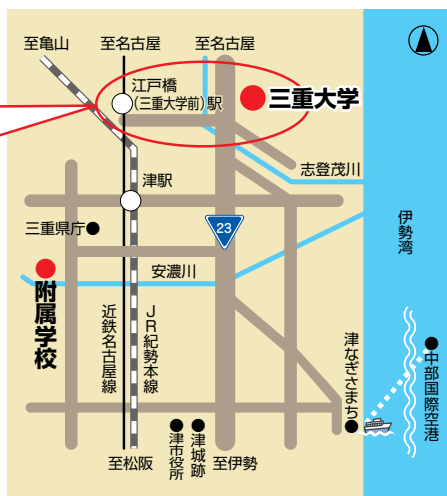 至亀山
至名古屋
至名古屋
江戸橋
（三重大学前）駅
三重大学
志登茂川
津駅
三重県庁
23
伊勢湾
安濃川
附属学校
近鉄名古屋線
JR紀勢本線
津なぎさまち
中部国際空港
至松阪
津市役所
津城跡
至伊勢